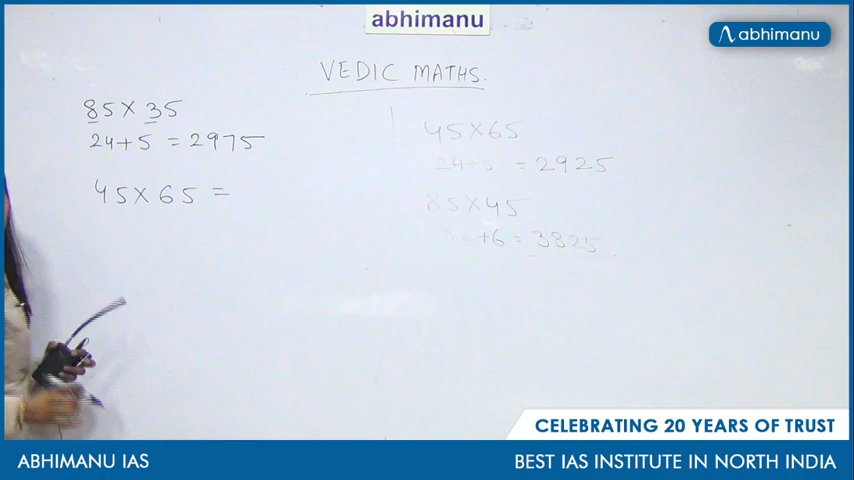 abhimanu
abhimanu
VEDIC MATHS.
85 × 35
24 + 5 = 2975
45 × 65 =
45 × 65
24 + 5 = 2925
85 × 45
+6 = 3825
CELEBRATING 20 YEARS OF TRUST
ABHIMANU IAS
BEST IAS INSTITUTE IN NORTH INDIA